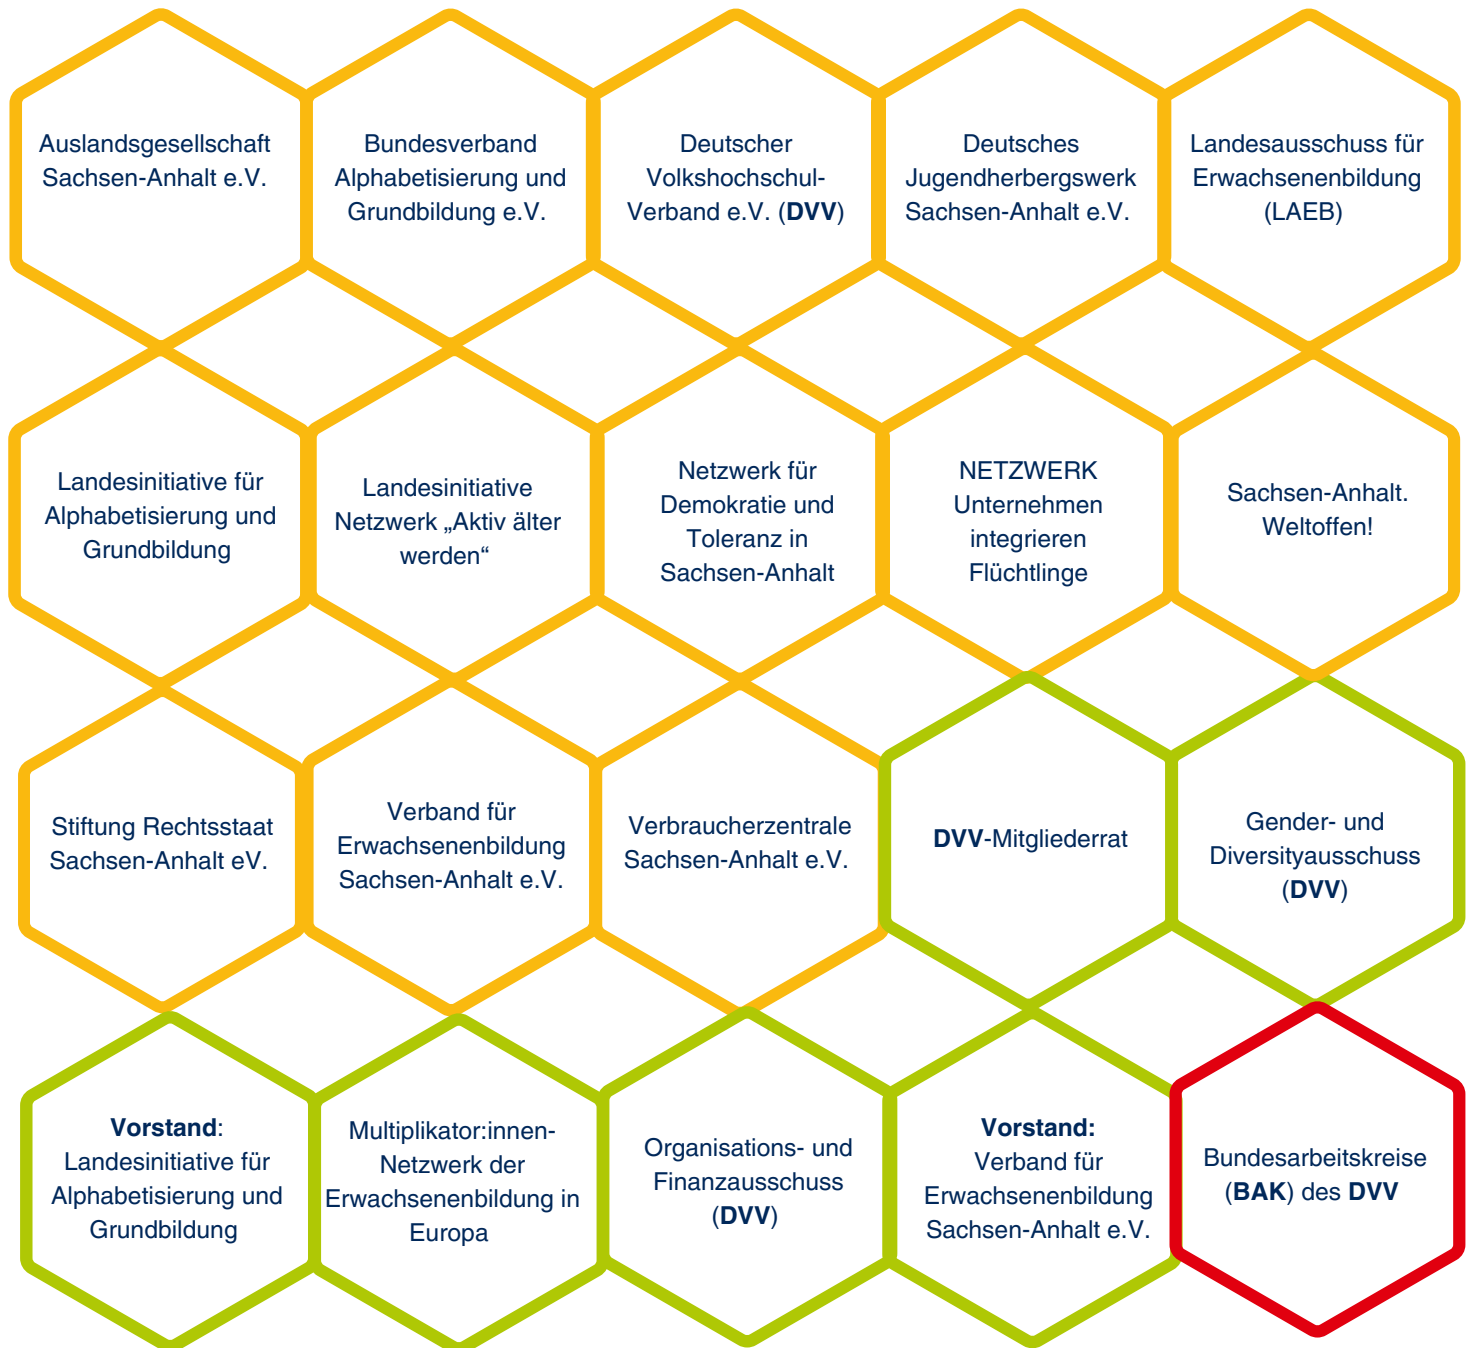 Auslandsgesellschaft
Sachsen-Anhalt e.V.
Bundesverband
Alphabetisierung und
Grundbildung e.V.
Deutscher
Volkshochschul-
Verband e.V. (DVV)
Deutsches
Jugendherbergswerk
Sachsen-Anhalt e.V.
Landesausschuss für
Erwachsenenbildung
(LAEB)
Landesinitiative für
Alphabetisierung und
Grundbildung
Landesinitiative
Netzwerk „Aktiv älter
werden“
Netzwerk für
Demokratie und
Toleranz in
Sachsen-Anhalt
NETZWERK
Unternehmen
integrieren
Flüchtlinge
Sachsen-Anhalt.
Weltoffen!
Stiftung Rechtsstaat
Sachsen-Anhalt eV.
Verband für
Erwachsenenbildung
Sachsen-Anhalt e.V.
Verbraucherzentrale
Sachsen-Anhalt e.V.
DVV-Mitgliederrat
Gender- und
Diversityausschuss
(DVV)
Vorstand:
Landesinitiative für
Alphabetisierung und
Grundbildung
Multiplikator:innen-
Netzwerk der
Erwachsenenbildung in
Europa
Organisations- und
Finanzausschuss
(DVV)
Vorstand:
Verband für
Erwachsenenbildung
Sachsen-Anhalt e.V.
Bundesarbeitskreise
(BAK) des DVV